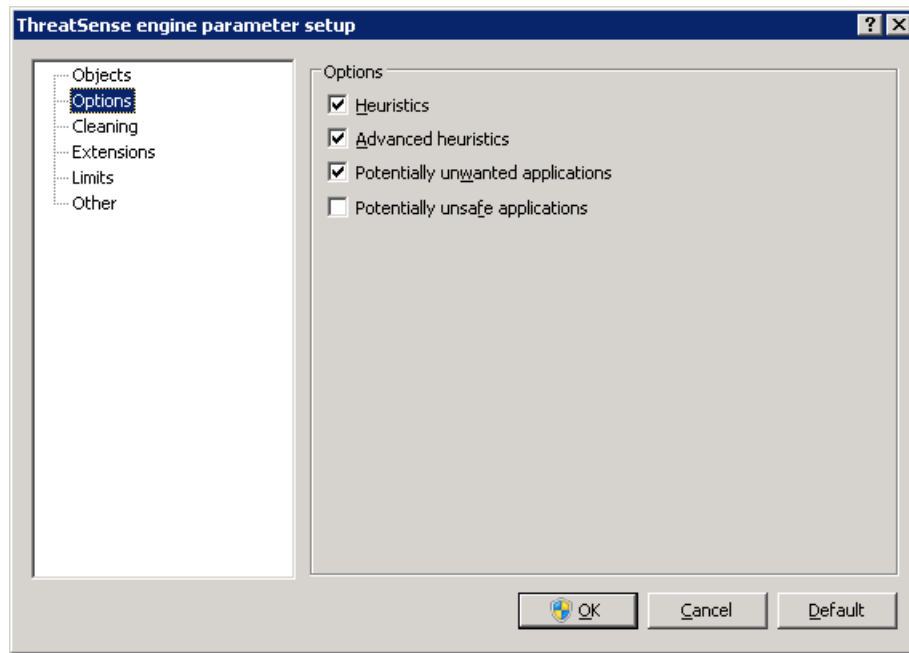 ThreatSense engine parameter setup
Objects
Options
Cleaning
Extensions
Limits
Other
Options
Heuristics
Advanced heuristics
Potentially unwanted applications
Potentially unsafe applications
OK
Cancel
Default